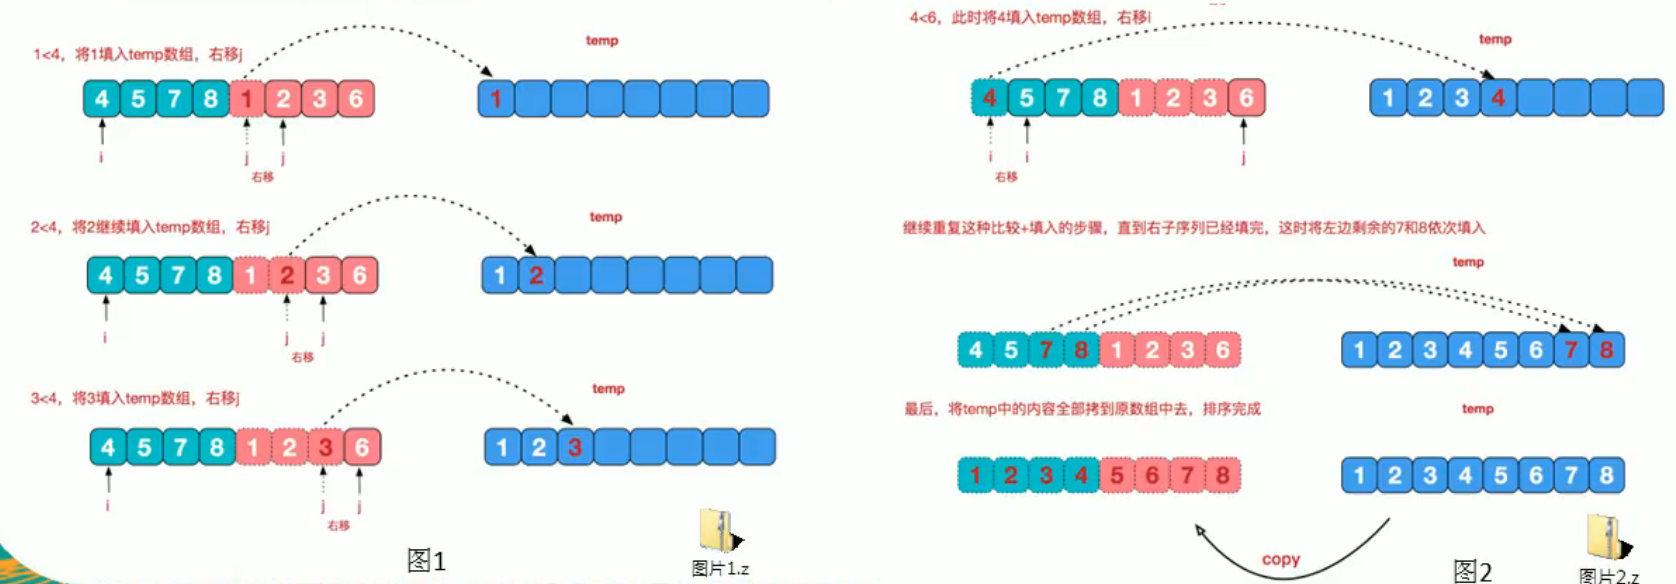 1<4，将1填入temp数组，右移j
temp
4 5 7 8 1 2 3 6
1
i j j
右移
2<4，将2继续填入temp数组，右移j
temp
4 5 7 8 1 2 3 6
1 2
i j j
右移
3<4，将3填入temp数组，右移j
temp
4 5 7 8 1 2 3 6
1 2 3
i j j
右移
图1
图片1.z
4<6，此时将4填入temp数组，右移i
temp
4 5 7 8 1 2 3 6
1 2 3 4
i i j
右移
继续重复这种比较+填入的步骤，直到右子序列已经填完，这时将左边剩余的7和8依次填入
temp
4 5 7 8 1 2 3 6
1 2 3 4 5 6 7 8
最后，将temp中的内容全部拷到原数组中去，排序完成
temp
1 2 3 4 5 6 7 8
1 2 3 4 5 6 7 8
copy
图2
图片2.z